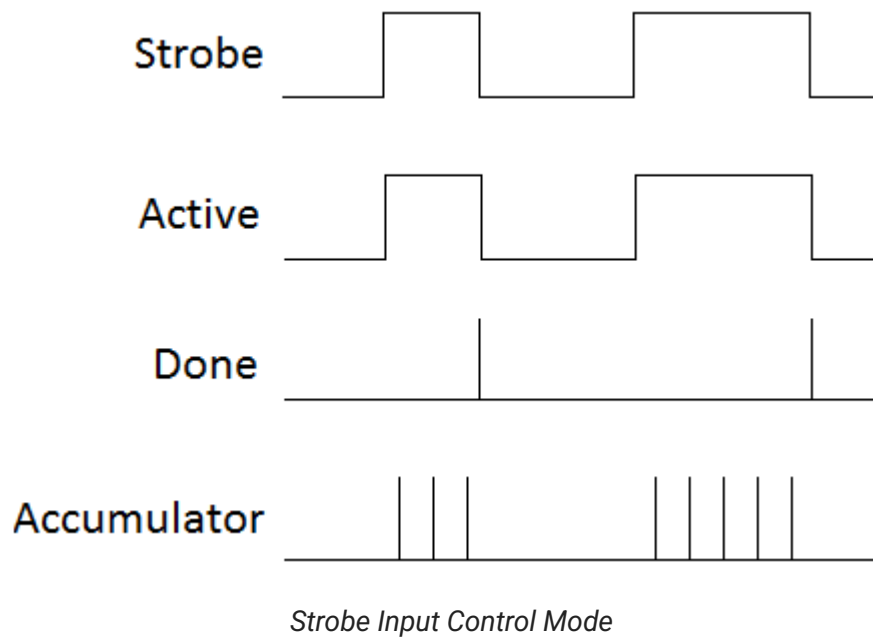 Strobe
Active
Done
Accumulator
Strobe Input Control Mode